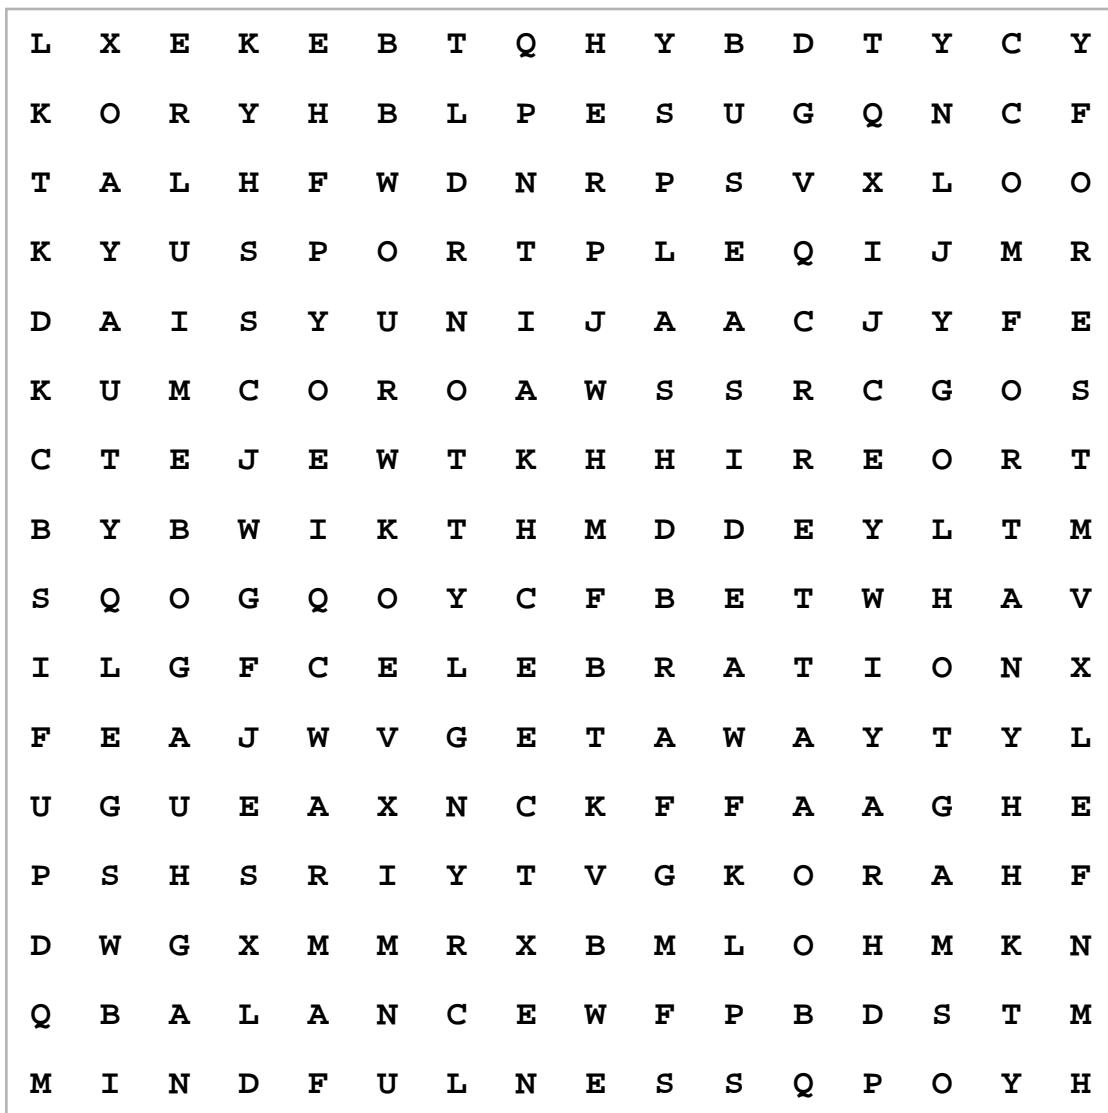 L X E K E B T Q H Y B D T Y C Y
K O R Y H B L P E S U G Q N C F
T A L H F W D N R P S V X L O O
K Y U S P O R T P L E Q I J M R
D A I S Y U N I J A A C J Y F E
K U M C O R O A W S S R C G O S
C T E J E W T K H H I R E O R T
B Y B W I K T H M D D E Y L T M
S Q O G Q O Y C F B E T W H A V
I L G F C E L E B R A T I O N X
F E A J W V G E T A W A Y T Y L
U G U E A X N C K F F A A G H E
P S H S R I Y T V G K O R A H F
D W G X M M R X B M L O H M K N
Q B A L A N C E W F P B D S T M
M I N D F U L N E S S Q P O Y H